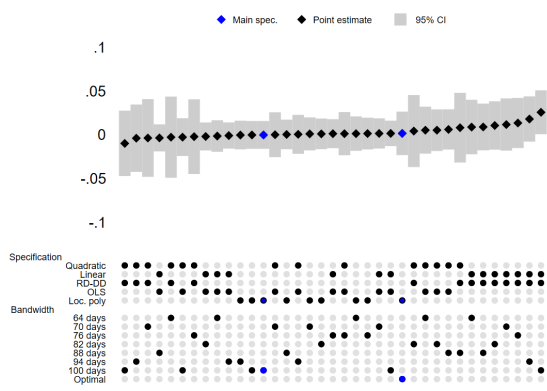 Main spec. Point estimate 95% CI
.1
.05
0
-.05
-.1
Specification
Quadratic
Linear
RD-DD
OLS
Loc. poly
Bandwidth
64 days
70 days
76 days
82 days
88 days
94 days
100 days
Optimal